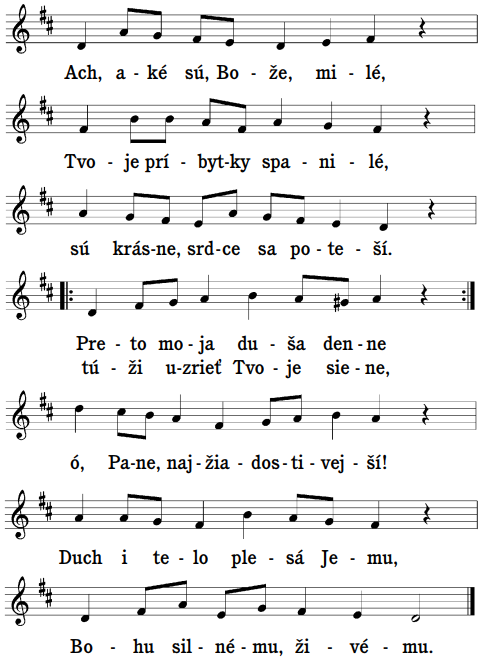 Ach, a - ké sú, Bo - že, mi - lé,
Tvo - je prí - byt-ky spa - ni - lé,
sú krás-ne, srd-ce sa po-te - ší.
Pre - to mo - ja du - ša den - ne
tú - ži u-zrieť Tvo - je sie - ne,
ó, Pa-ne, naj-žia - dos-ti-vej - ší!
Duch i te - lo ple - sá Je - mu,
Bo - hu sil-né-mu, ži - vé - mu.